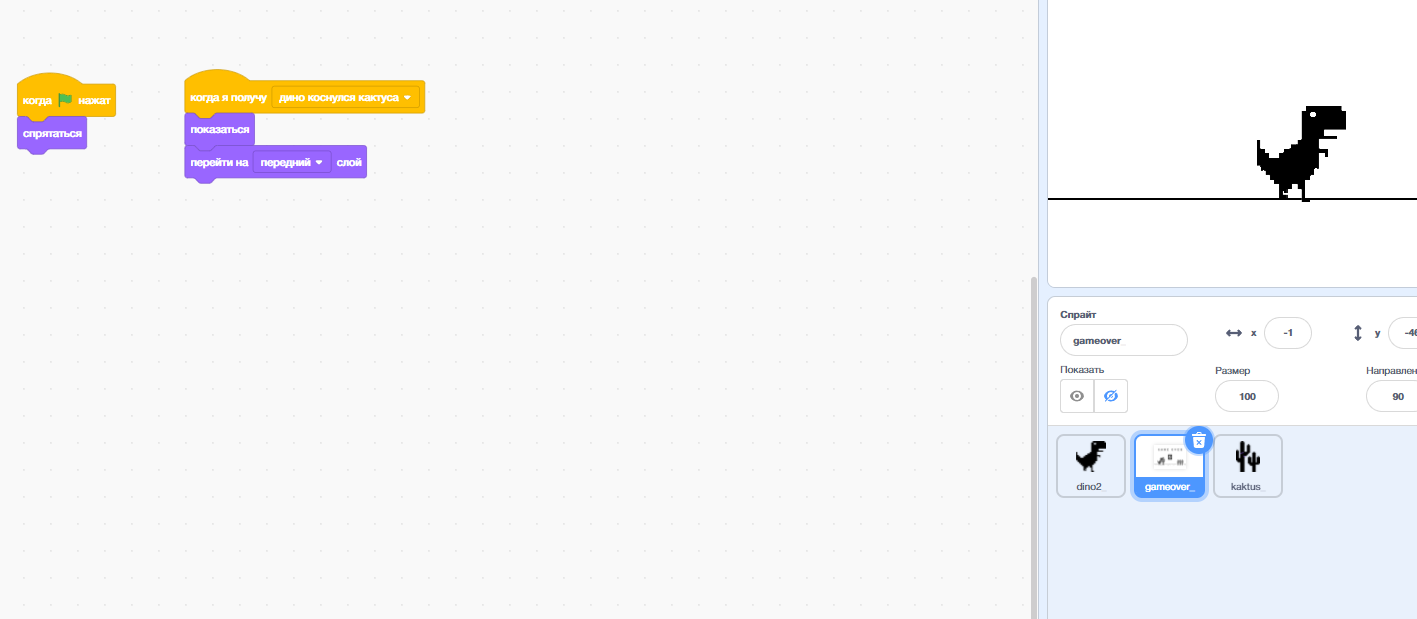 когда нажат
спрятаться
когда я получу дино коснулся кактуса
показаться
перейти на передний слой
Спрайт
gameover_
x -1
y -46
Показать
Размер
100
Направлен
90
dino2_
gameover_
kaktus_